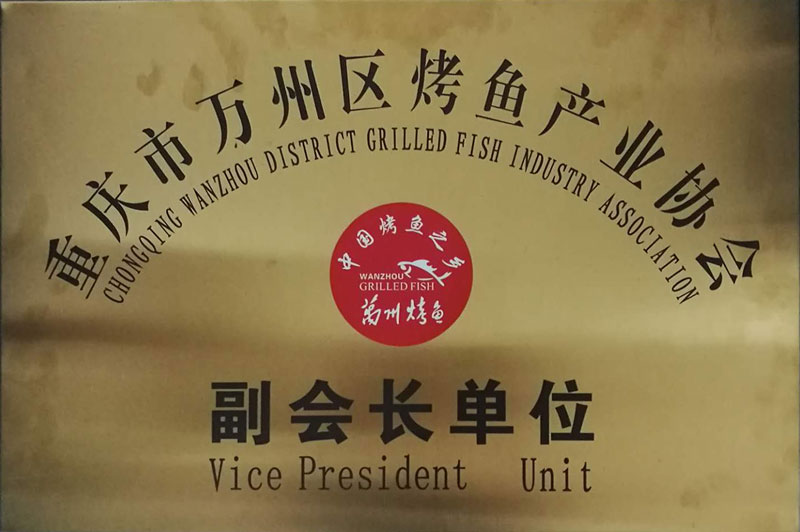 重庆市万州区烤鱼产业协会
CHONGQING WANZHOU DISTRICT GRILLED FISH INDUSTRY ASSOCIATION
中国烤鱼之乡
WANZHOU
GRILLED FISH
萬州烤鱼
副会长单位
Vice President Unit